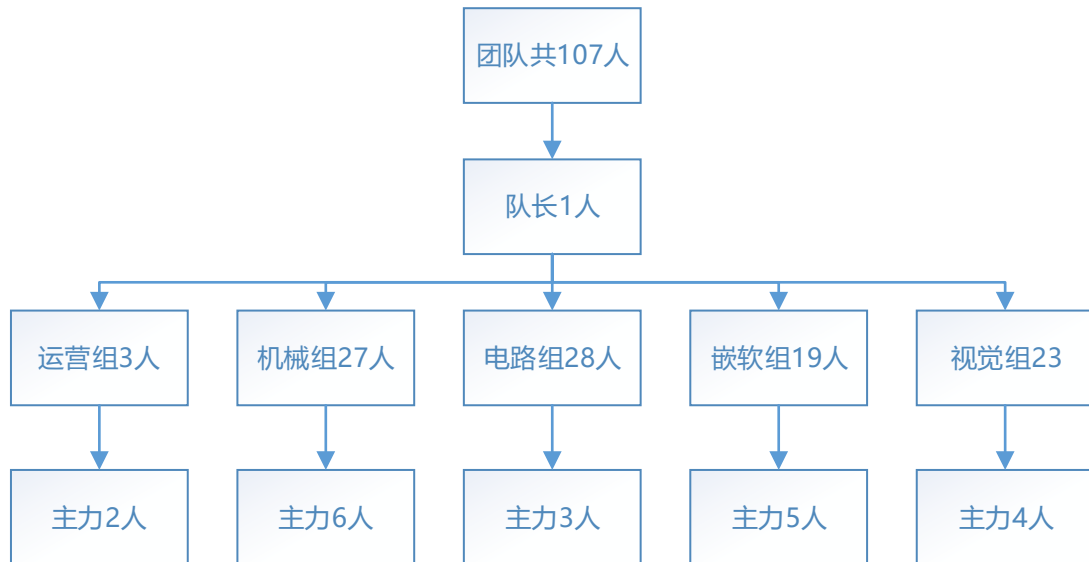 团队共107人
队长1人
运营组3人
机械组27人
电路组28人
嵌软组19人
视觉组23
主力2人
主力6人
主力3人
主力5人
主力4人